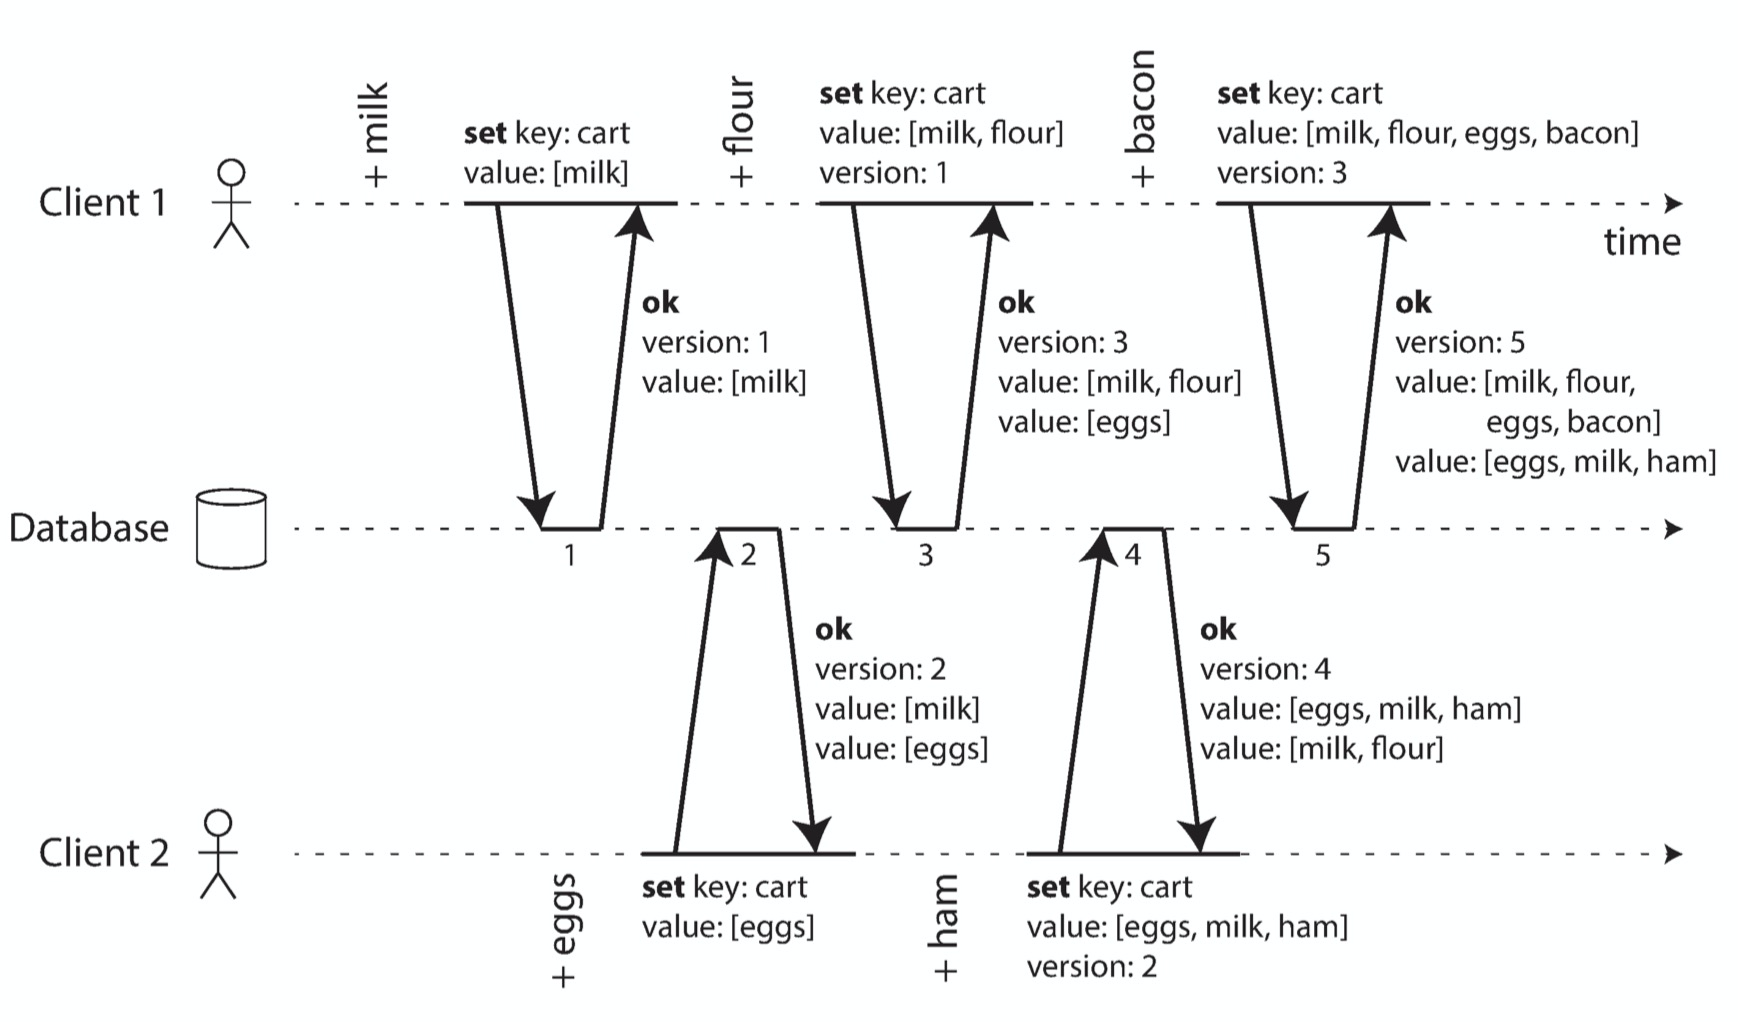 + milk
set key: cart
value: [milk]
+ flour
set key: cart
value: [milk, flour]
version: 1
+ bacon
set key: cart
value: [milk, flour, eggs, bacon]
version: 3
Client 1
time
ok
version: 1
value: [milk]
ok
version: 3
value: [milk, flour]
value: [eggs]
ok
version: 5
value: [milk, flour,
eggs, bacon]
value: [eggs, milk, ham]
Database
1
2
3
4
5
ok
version: 2
value: [milk]
value: [eggs]
ok
version: 4
value: [eggs, milk, ham]
value: [milk, flour]
Client 2
+ eggs
set key: cart
value: [eggs]
+ ham
set key: cart
value: [eggs, milk, ham]
version: 2